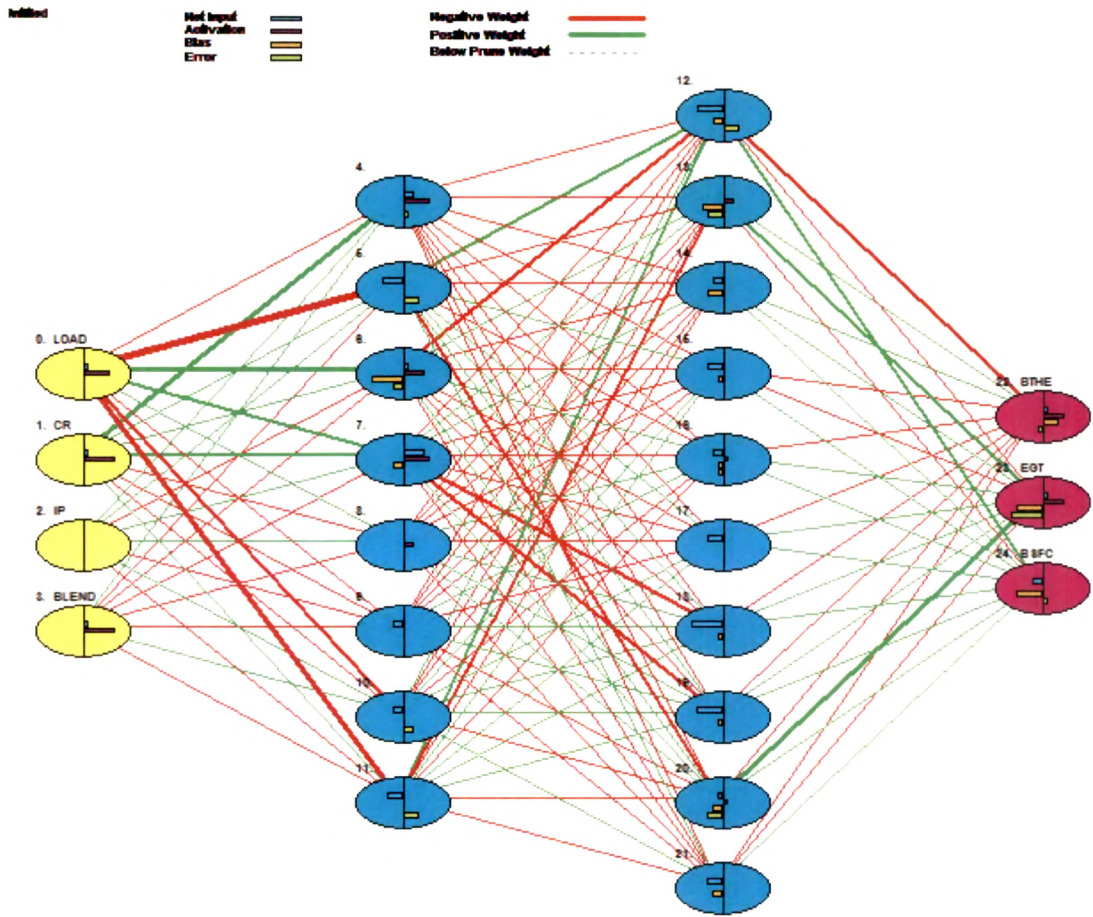 Net Input
Activation
Bias
Error
Negative Weight
Positive Weight
Below Prune Weight
12.
4.
13.
5.
14.
0. LOAD
6.
15.
22. BTHE
1. CR
7.
16.
23. EGT
2. IP
8.
17.
24. BSFC
3. BLEND
9.
18.
10.
19.
11.
20.
21.